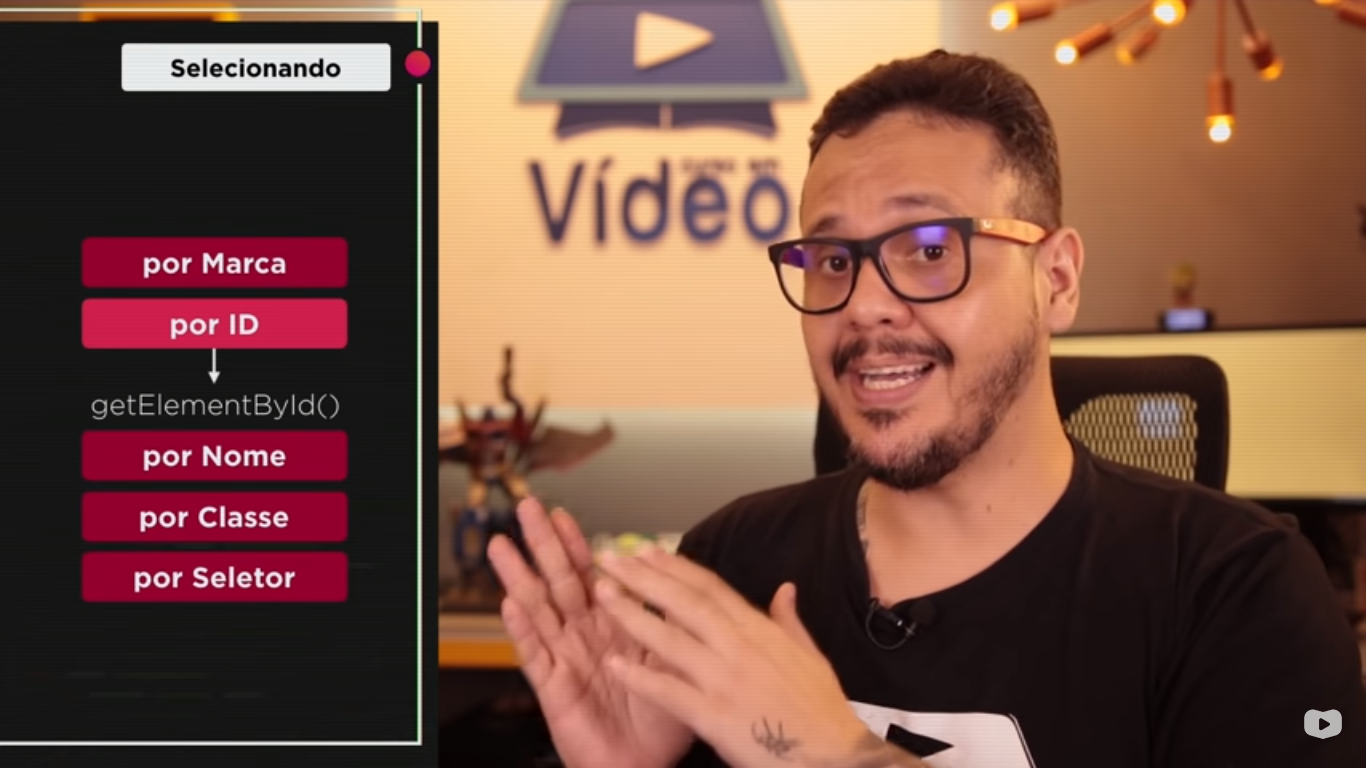 Selecionando
por Marca
por ID
getElementById()
por Nome
por Classe
por Seletor
Vídeo